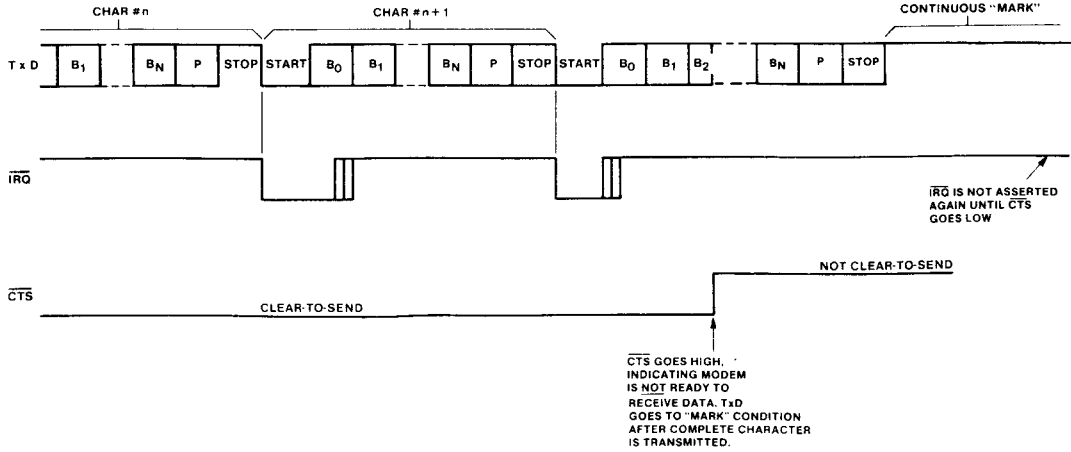 CHAR #n CHAR #n+1 CONTINUOUS "MARK"
TxD B1 BN P STOP START B0 B1 BN P STOP START B0 B1 B2 BN P STOP
IRQ
IRQ IS NOT ASSERTED
AGAIN UNTIL CTS
GOES LOW
NOT CLEAR-TO-SEND
CTS
CLEAR-TO-SEND
CTS GOES HIGH,
INDICATING MODEM
IS NOT READY TO
RECEIVE DATA. TxD
GOES TO "MARK" CONDITION
AFTER COMPLETE CHARACTER
IS TRANSMITTED.